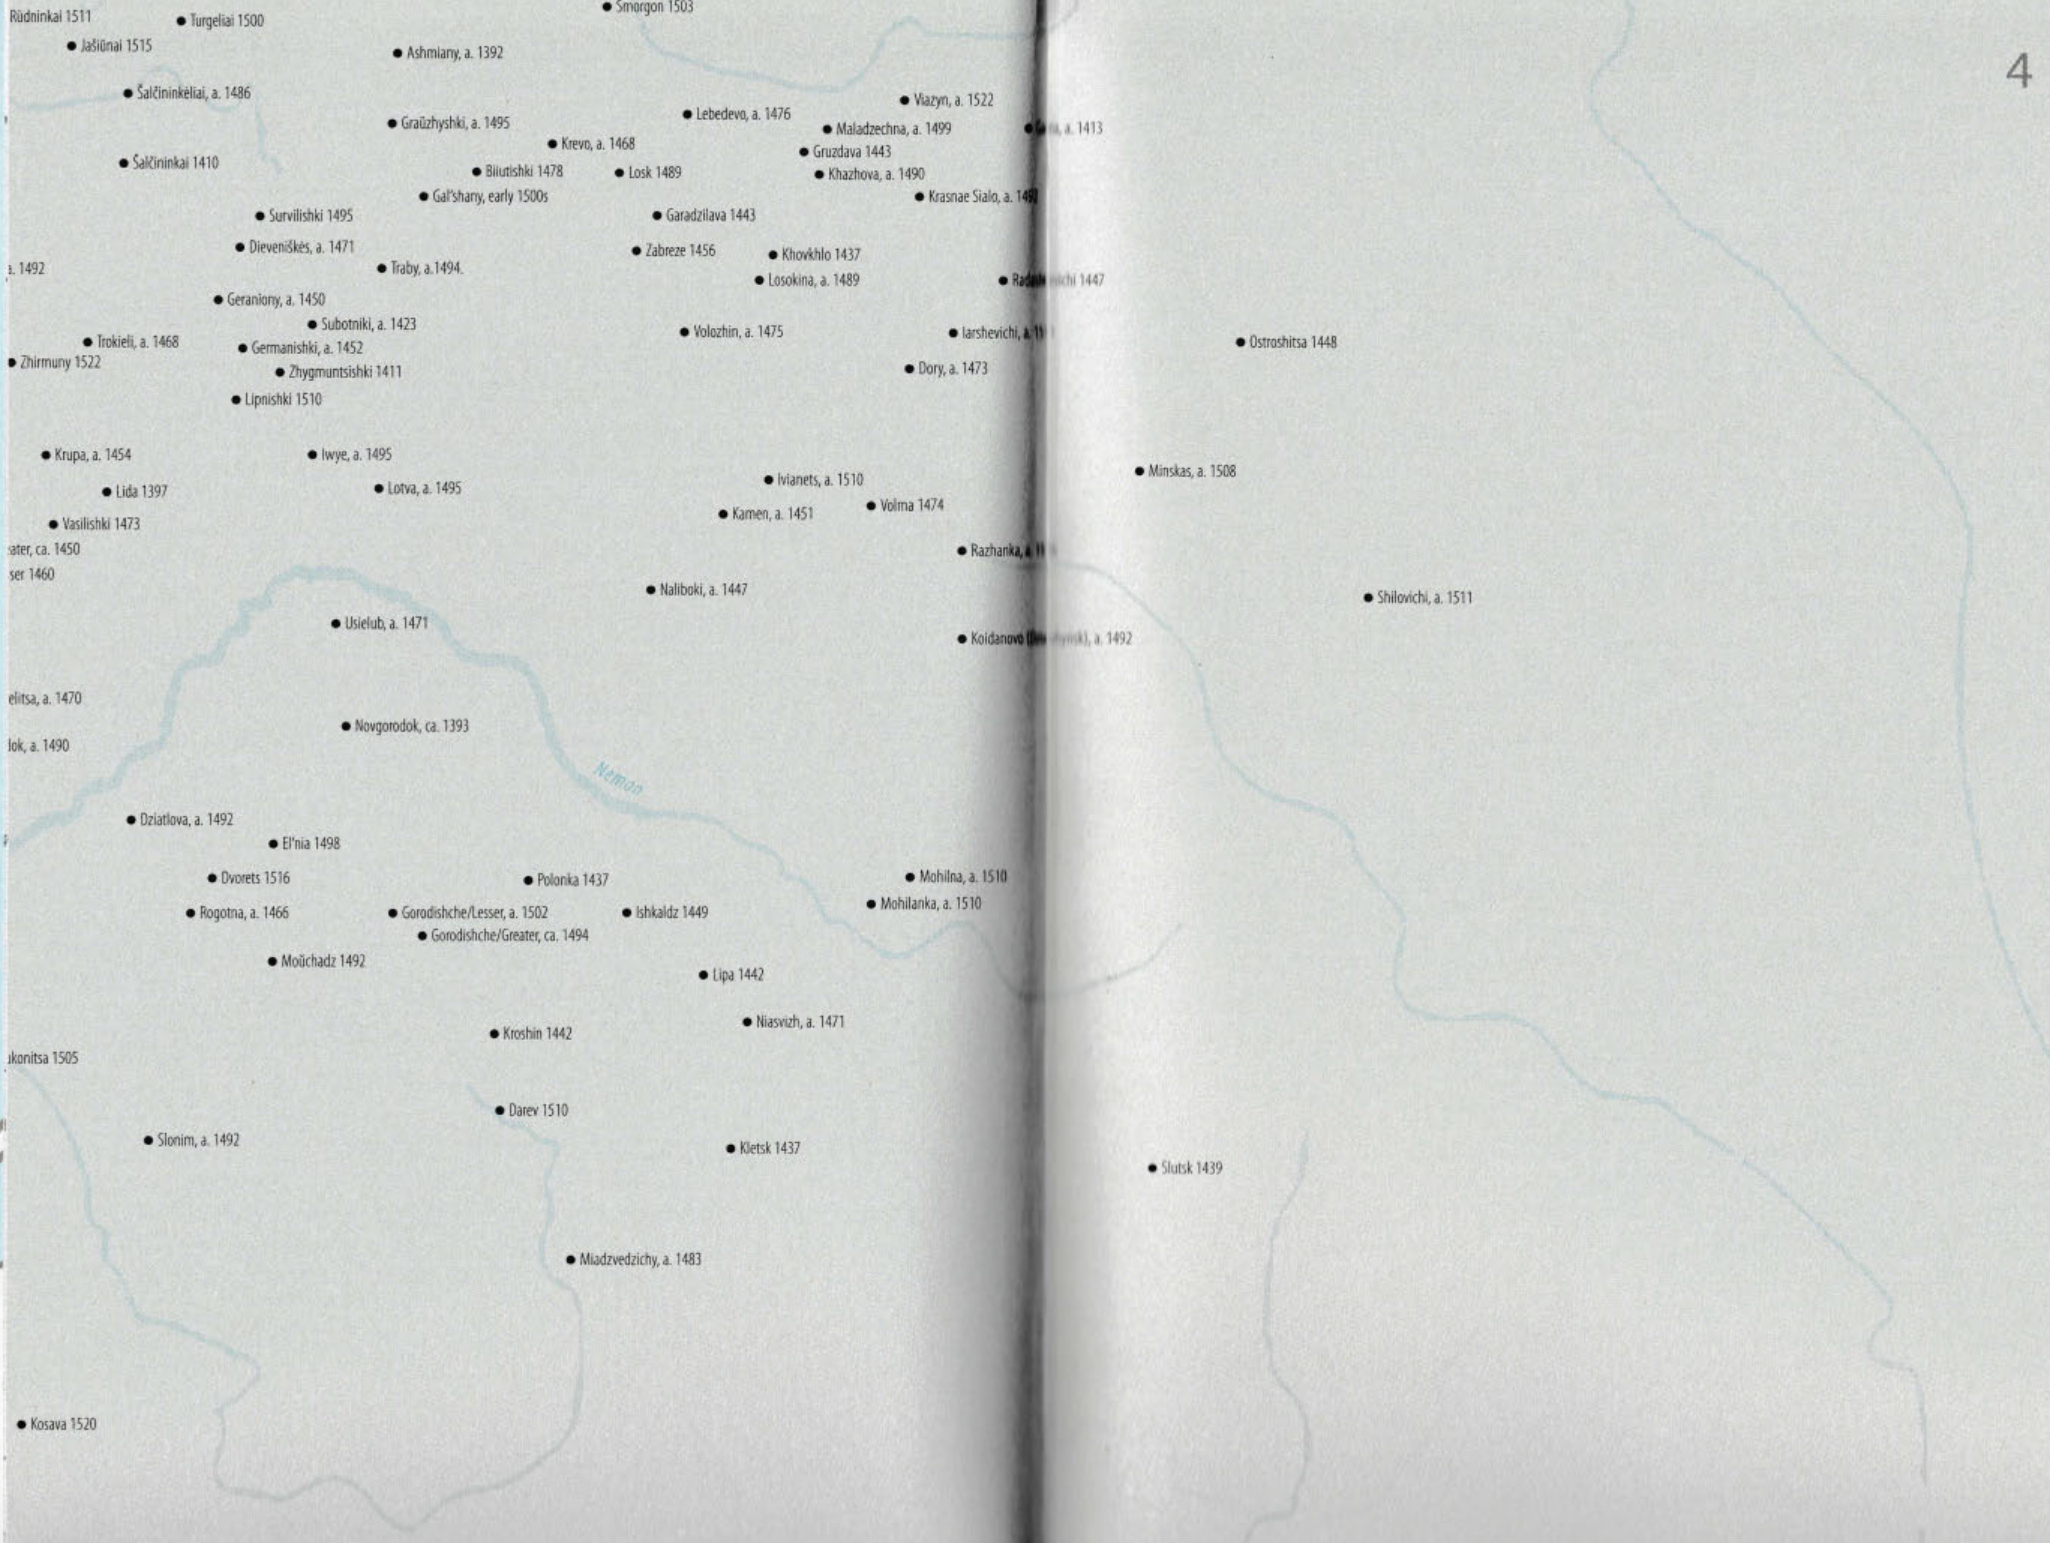 Rūdninkai 1511
Turgeliai 1500
Smorgon 1503
Jašiūnai 1515
Ashmiany, a. 1392
4
Šalčininkėliai, a. 1486
Viazyn, a. 1522
Lebedevo, a. 1476
Graŭzhyshki, a. 1495
Maladzechna, a. 1499
a. 1413
Krevo, a. 1468
Gruzdava 1443
Šalčininkai 1410
Biiutishki 1478
Losk 1489
Khazhova, a. 1490
Gal'shany, early 1500s
Krasnae Sialo, a.
Survilishki 1495
Garadzilava 1443
Dieveniškės, a. 1471
Zabreze 1456
Khovkhlo 1437
a. 1492
Traby, a.1494.
Losokina, a. 1489
1447
Geraniony, a. 1450
Subotniki, a. 1423
Volozhin, a. 1475
Iarshevichi,
Trokieli, a. 1468
Germanishki, a. 1452
Ostroshitsa 1448
Zhirmuny 1522
Zhygmuntsishki 1411
Dory, a. 1473
Lipnishki 1510
Krupa, a. 1454
Iwye, a. 1495
Minskas, a. 1508
Lida 1397
Lotva, a. 1495
Ivianets, a. 1510
Volma 1474
Vasilishki 1473
Kamen, a. 1451
ater, ca. 1450
Razhanka,
ser 1460
Naliboki, a. 1447
Shilovichi, a. 1511
Usielub, a. 1471
Koidanovo a. 1492
elitsa, a. 1470
Novgorodok, ca. 1393
lok, a. 1490
Neman
Dziatlova, a. 1492
El'nia 1498
Dvorets 1516
Polonka 1437
Mohilna, a. 1510
Rogotna, a. 1466
Gorodishche/Lesser, a. 1502
Ishkaldz 1449
Mohilanka, a. 1510
Gorodishche/Greater, ca. 1494
Moŭchadz 1492
Lipa 1442
Niasvizh, a. 1471
Kroshin 1442
ukonitsa 1505
Darev 1510
Slonim, a. 1492
Kletsk 1437
Slutsk 1439
Miadzvedzichy, a. 1483
Kosava 1520